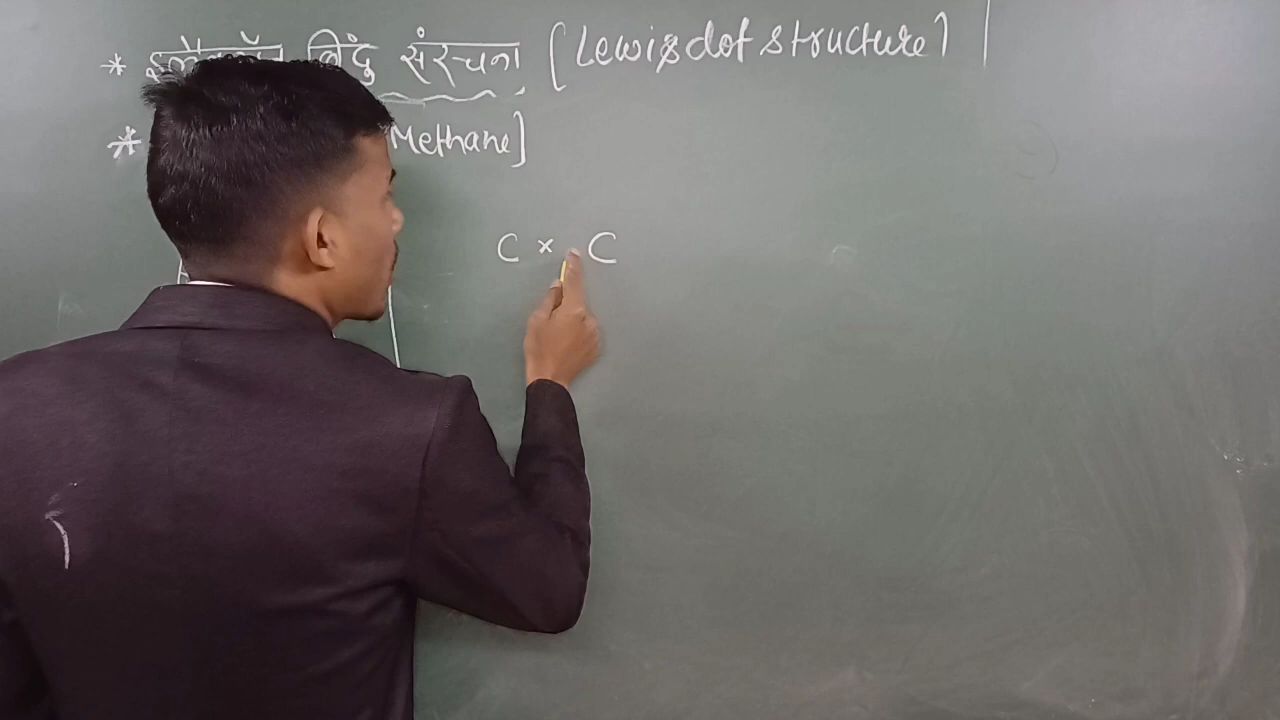 * इलेक्ट्रॉन बिंदु संरचना [Lewis dot structure]
* Methane]
C × C